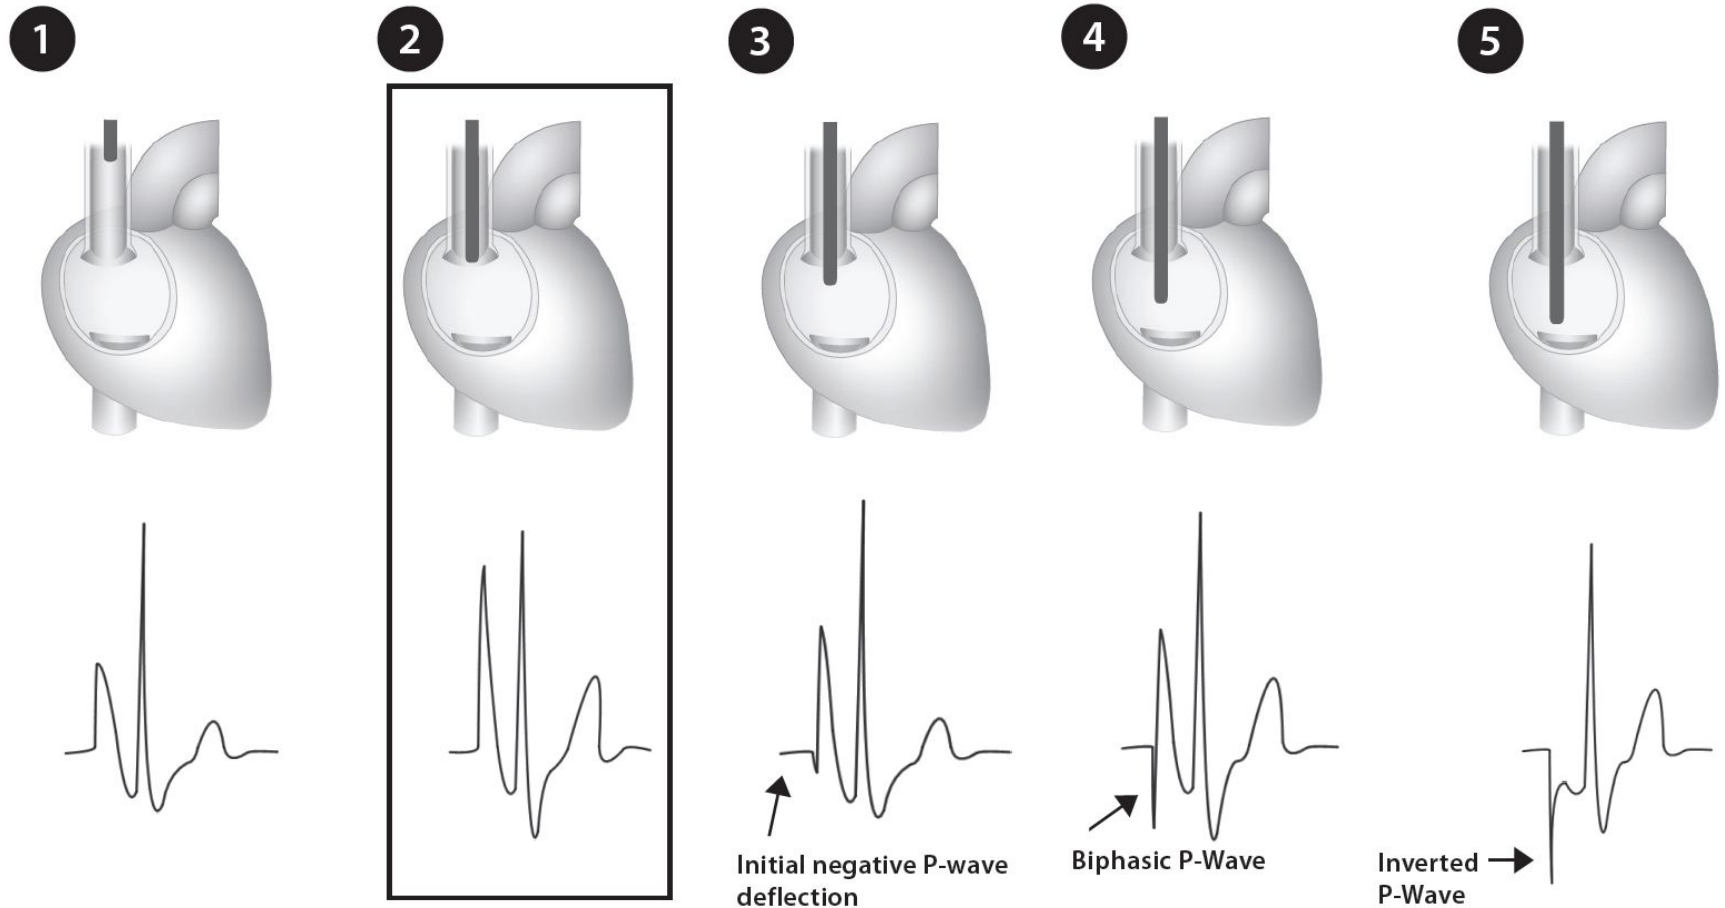 1
2
3
4
5
Initial negative P-wave
deflection
Biphasic P-Wave
Inverted
P-Wave